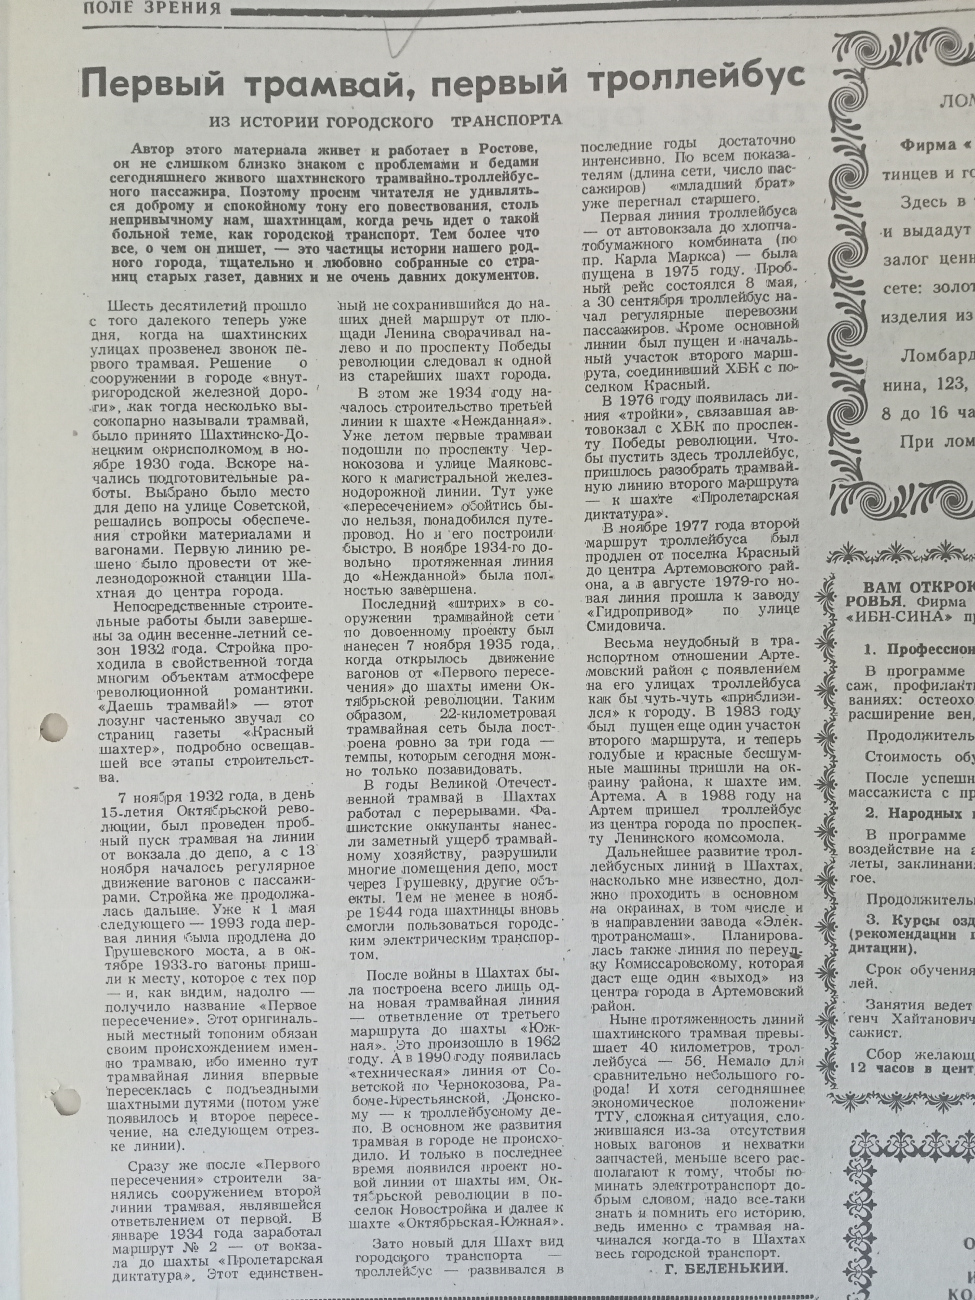 ПОЛЕ ЗРЕНИЯ
Первый трамвай, первый троллейбус
ИЗ ИСТОРИИ ГОРОДСКОГО ТРАНСПОРТА
Автор этого материала живет и работает в Ростове,
он не слишком близко знаком с проблемами и бедами
сегодняшнего живого шахтинского трамвайно-троллейбус-
ного пассажира. Поэтому просим читателя не удивлять-
ся доброму и спокойному тону его повествования, столь
непривычному нам, шахтинцам, когда речь идет о такой
больной теме, как городской транспорт. Тем более что
все, о чем он пишет, — это частицы истории нашего род-
ного города, тщательно и любовно собранные со стра-
ниц старых газет, давних и не очень давних документов.
Шесть десятилетий прошло
с того далекого теперь уже
дня, когда на шахтинских
улицах прозвенел звонок пе-
рвого трамвая. Решение о
сооружении в городе «внут-
ригородской железной доро-
ги», как тогда несколько вы-
сокопарно называли трамвай,
было принято Шахтинско-До-
нецким окрисполкомом в но-
ябре 1930 года. Вскоре на-
чались подготовительные ра-
боты. Выбрано было место
для депо на улице Советской,
решались вопросы обеспече-
ния стройки материалами и
вагонами. Первую линию ре-
шено было провести от же-
лезнодорожной станции Ша-
хтная до центра города.
Непосредственные строите-
льные работы были заверше-
ны за один весенне-летний се-
зон 1932 года. Стройка про-
ходила в свойственной тогда
многим объектам атмосфере
революционной романтики.
«Даешь трамвай!» — этот
лозунг частенько звучал со
страниц газеты «Красный
шахтер», подробно освещав-
шей все этапы строительст-
ва.
7 ноября 1932 года, в день
15-летия Октябрьской рево-
люции, был проведен проб-
ный пуск трамвая на линии
от вокзала до депо, а с 13
ноября началось регулярное
движение вагонов с пассажи-
рами. Стройка же продолжа-
лась дальше. Уже к 1 мая
следующего — 1993 года пер-
вая линия была продлена до
Грушевского моста, а в ок-
тябре 1933-го вагоны приш-
ли к месту, которое с тех пор
— и, как видим, надолго —
получило название «Первое
пересечение». Этот оригиналь-
ный местный топоним обязан
своим происхождением имен-
но трамваю, ибо именно тут
трамвайная линия впервые
пересеклась с подъездными
шахтными путями (потом уже
появилось и второе пересе-
чение, на следующем отрез-
ке линии).
Сразу же после «Первого
пересечения» строители за-
нялись сооружением второй
линии трамвая, являвшейся
ответвлением от первой. В
январе 1934 года заработал
маршрут № 2 — от вокза-
ла до шахты «Пролетарская
диктатура». Этот единствен-
ный не сохранившийся до на-
ших дней маршрут от пло-
щади Ленина сворачивал на-
лево и по проспекту Победы
революции следовал к одной
из старейших шахт города.
В этом же 1934 году на-
чалось строительство третьей
линии к шахте «Нежданная».
Уже летом первые трамваи
подошли по проспекту Чер-
нокозова и улице Маяковс-
кого к магистральной желез-
нодорожной линии. Тут уже
«пересечением» обойтись бы-
ло нельзя, понадобился путе-
провод. Но и его построили
быстро. В ноябре 1934-го до-
вольно протяженная линия
до «Нежданной» была пол-
ностью завершена.
Последний «штрих» в со-
оружении трамвайной сети
по довоенному проекту был
нанесен 7 ноября 1935 года,
когда открылось движение
вагонов от «Первого пересе-
чения» до шахты имени Ок-
тябрьской революции. Таким
образом, 22-километровая
трамвайная сеть была пост-
роена ровно за три года —
темпы, которым сегодня мож-
но только позавидовать.
В годы Великой Отечест-
венной трамвай в Шахтах
работал с перерывами. Фа-
шистские оккупанты нанес-
ли заметный ущерб трамвай-
ному хозяйству, разрушили
многие помещения депо, мост
через Грушевку, другие объ-
екты. Тем не менее в нояб-
ре 1944 года шахтинцы вновь
смогли пользоваться городс-
ким электрическим транспор-
том.
После войны в Шахтах бы-
ла построена всего лишь од-
на новая трамвайная линия
— ответвление от третьего
маршрута до шахты «Юж-
ная». Это произошло в 1962
году. А в 1990 году появилась
«техническая» линия от Со-
ветской по Чернокозова, Ра-
боче-Крестьянской, Донско-
му — к троллейбусному де-
по. В основном же развития
трамвая в городе не происхо-
дило. И только в последнее
время появился проект но-
вой линии от шахты им. Ок-
тябрьской революции в по-
селок Новостройка и далее к
шахте «Октябрьская-Южная».
Зато новый для Шахт вид
городского транспорта —
троллейбус — развивался в
последние годы достаточно
интенсивно. По всем показа-
телям (длина сети, число пас-
сажиров) «младший брат»
уже перегнал старшего.
Первая линия троллейбуса
— от автовокзала до хлопча-
тобумажного комбината (по
пр. Карла Маркса) — была
пущена в 1975 году. Проб-
ный рейс состоялся 8 мая,
а 30 сентября троллейбус на-
чал регулярные перевозки
пассажиров. Кроме основной
линии был пущен и началь-
ный участок второго марш-
рута, соединивший ХБК с по-
селком Красный.
В 1976 году появилась ли-
ния «тройки», связавшая ав-
товокзал с ХБК по проспек-
ту Победы революции. Что-
бы пустить здесь троллейбус,
пришлось разобрать трамвай-
ную линию второго маршрута
— к шахте «Пролетарская
диктатура».
В ноябре 1977 года второй
маршрут троллейбуса был
продлен от поселка Красный
до центра Артемовского рай-
она, а в августе 1979-го но-
вая линия прошла к заводу
«Гидропривод» по улице
Смидовича.
Весьма неудобный в тра-
нспортном отношении Арте-
мовский район с появлением
на его улицах троллейбуса
как бы чуть-чуть «приблизи-
лся» к городу. В 1983 году
был пущен еще один участок
второго маршрута, и теперь
голубые и красные бесшум-
ные машины пришли на ок-
раину района, к шахте им.
Артема. А в 1988 году на
Артем пришел троллейбус
из центра города по проспек-
ту Ленинского комсомола.
Дальнейшее развитие трол-
лейбусных линий в Шахтах,
насколько мне известно, дол-
жно проходить в основном
на окраинах, в том числе и
в направлении завода «Элек-
тротрансмаш». Планирова-
лась также линия по переул-
ку Комиссаровскому, которая
даст еще один «выход» из
центра города в Артемовский
район.
Ныне протяженность линий
шахтинского трамвая превы-
шает 40 километров, трол-
лейбуса — 56. Немало для
сравнительно небольшого го-
рода! И хотя сегодняшнее
экономическое положение
ТТУ, сложная ситуация, сло-
жившаяся из-за отсутствия
новых вагонов и нехватки
запчастей, меньше всего рас-
полагают к тому, чтобы по-
минать электротранспорт до-
брым словом, надо все-таки
знать и помнить его историю,
ведь именно с трамвая на-
чинался когда-то в Шахтах
весь городской транспорт.
Г. БЕЛЕНЬКИЙ.
ЛОМ
Фирма «
тинцев и го
Здесь в
и выдадут
залог ценн
сете: золот
изделия из
Ломбард
нина, 123,
8 до 16 ча
При лом
ВАМ ОТКРОЮ
РОВЬЯ. Фирма
«ИБН-СИНА» пр
1. Профессион
В программе
саж, профилакти
ваниях: остеохо
расширение вен,
Продолжитель
Стоимость обу
После успешн
массажиста с пр
2. Народных
В программе
воздействие на а
леты, заклинани
гое.
Продолжитель
3. Курсы озд
(рекомендации п
дитации).
Срок обучения
лей.
Занятия ведет
генч Хайтанович
сажист.
Сбор желающ
12 часов в цент
О
КО